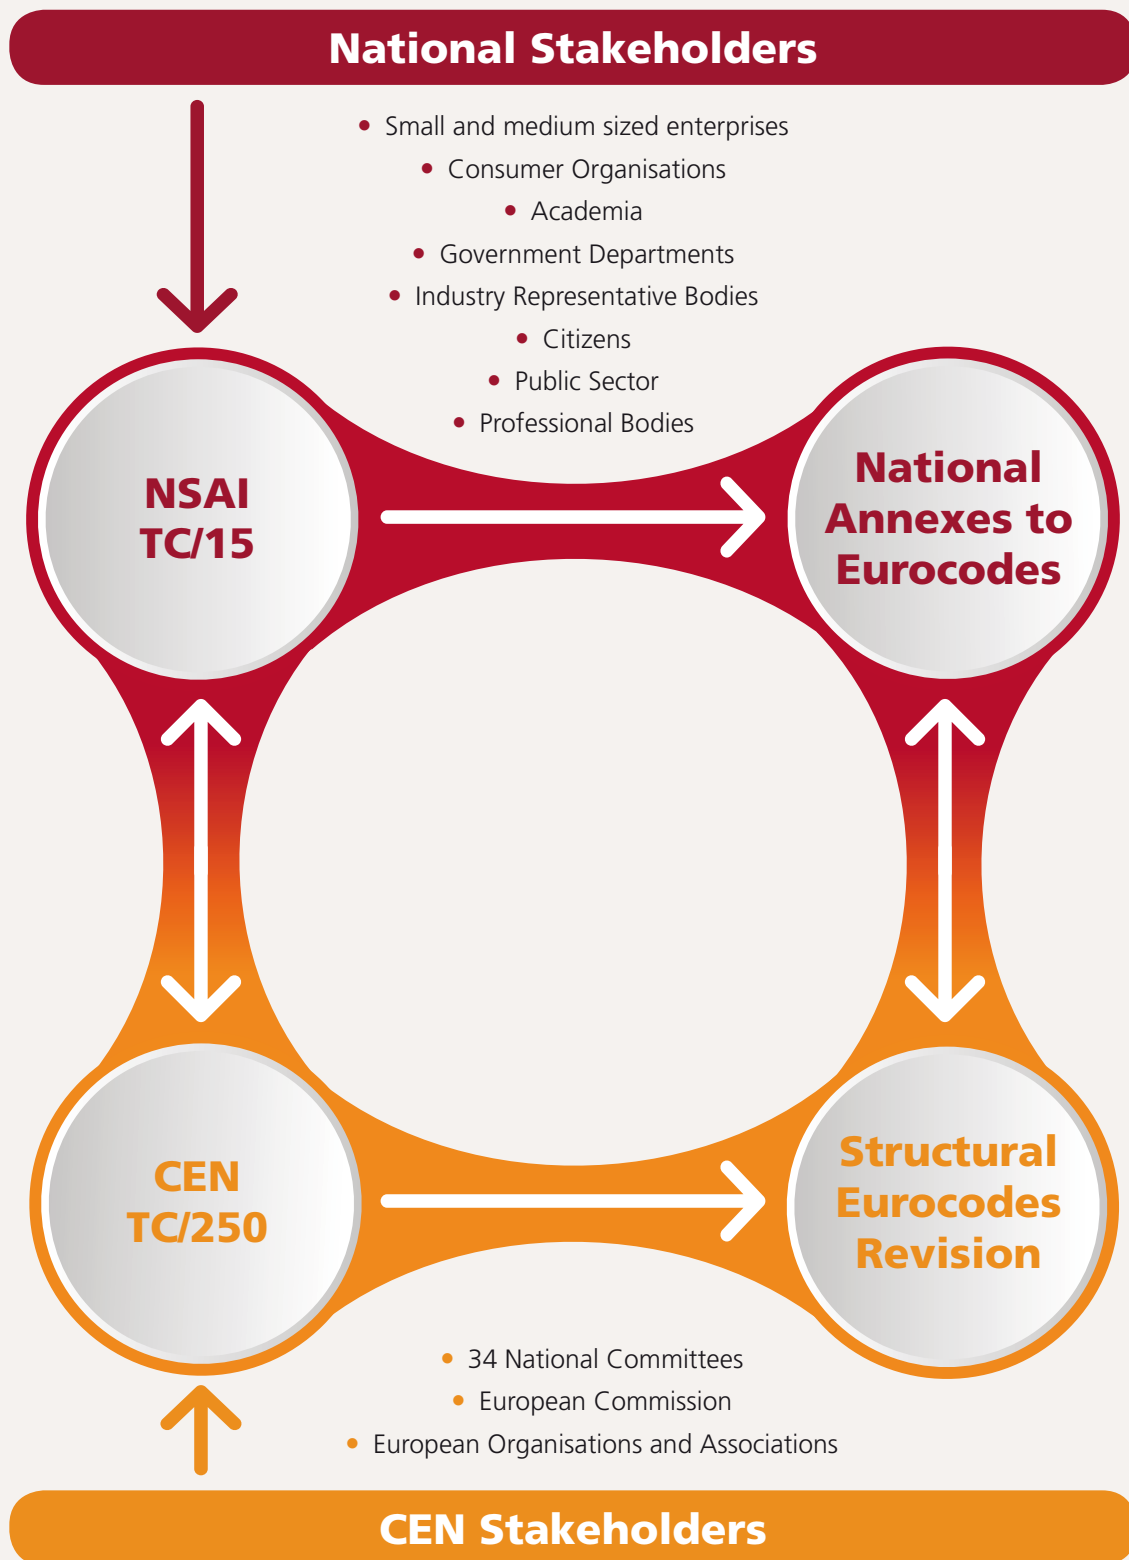 National Stakeholders
• Small and medium sized enterprises
• Consumer Organisations
• Academia
• Government Departments
• Industry Representative Bodies
• Citizens
• Public Sector
• Professional Bodies
NSAI
TC/15
National
Annexes to
Eurocodes
CEN
TC/250
Structural
Eurocodes
Revision
• 34 National Committees
• European Commission
• European Organisations and Associations
CEN Stakeholders